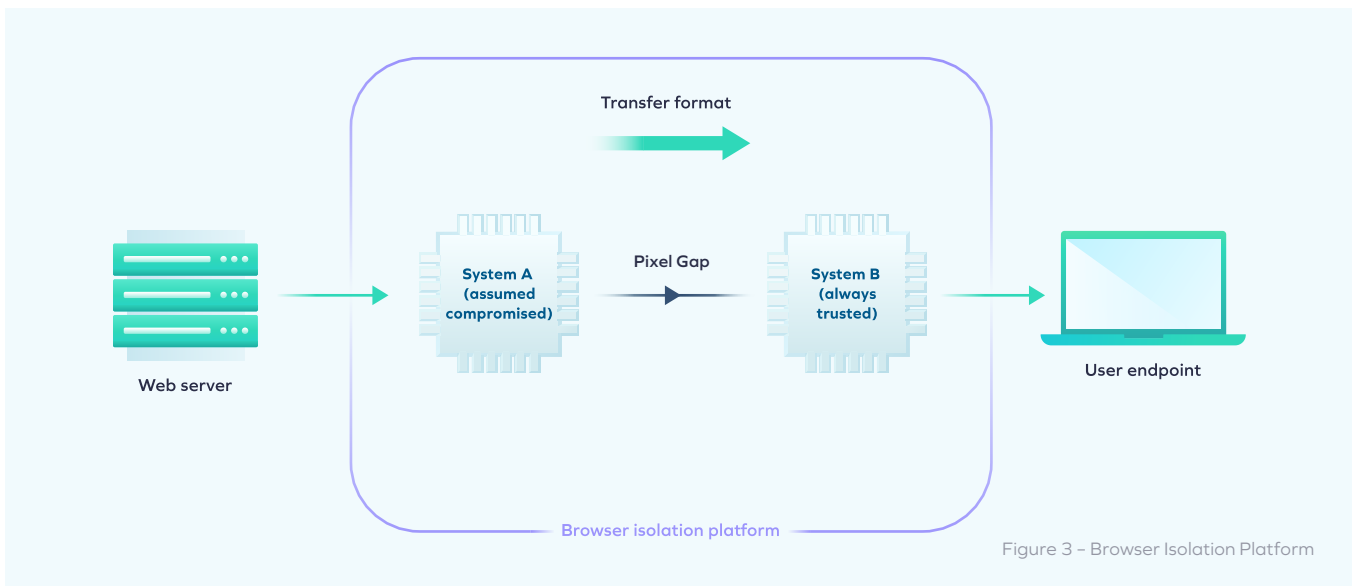 Transfer format
Pixel Gap
System A
(assumed
compromised)
System B
(always
trusted)
Web server
User endpoint
Browser isolation platform
Figure 3 – Browser Isolation Platform